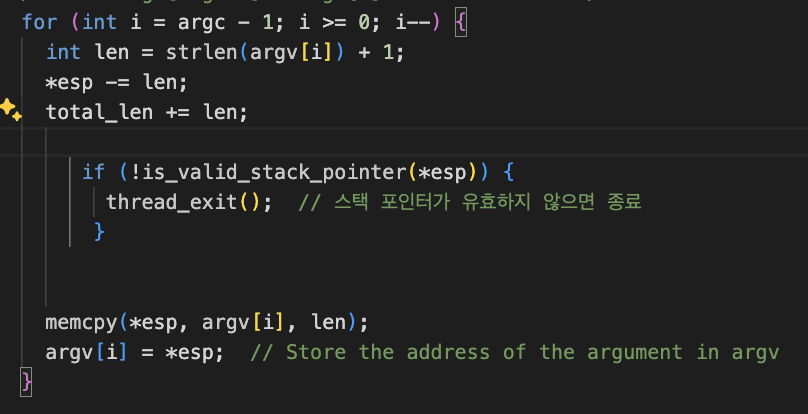 for (int i = argc - 1; i >= 0; i--) {
int len = strlen(argv[i]) + 1;
*esp -= len;
total_len += len;
if (!is_valid_stack_pointer(*esp)) {
thread_exit(); // 스택 포인터가 유효하지 않으면 종료
}
memcpy(*esp, argv[i], len);
argv[i] = *esp; // Store the address of the argument in argv
}